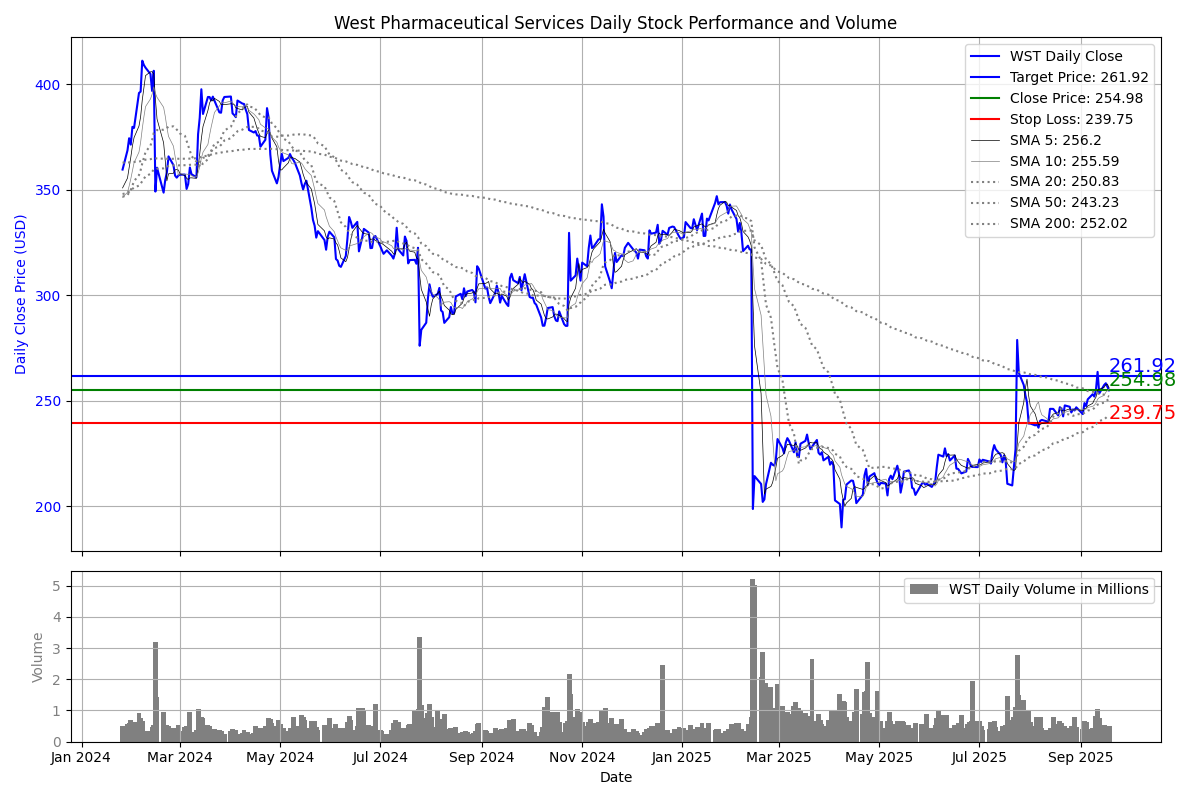 West Pharmaceutical Services Daily Stock Performance and Volume
Daily Close Price (USD)
400
350
300
250
200
WST Daily Close
Target Price: 261.92
Close Price: 254.98
Stop Loss: 239.75
SMA 5: 256.2
SMA 10: 255.59
SMA 20: 250.83
SMA 50: 243.23
SMA 200: 252.02
261.92
254.98
239.75
Volume
5
4
3
2
1
0
WST Daily Volume in Millions
Jan 2024 Mar 2024 May 2024 Jul 2024 Sep 2024 Nov 2024 Jan 2025 Mar 2025 May 2025 Jul 2025 Sep 2025
Date